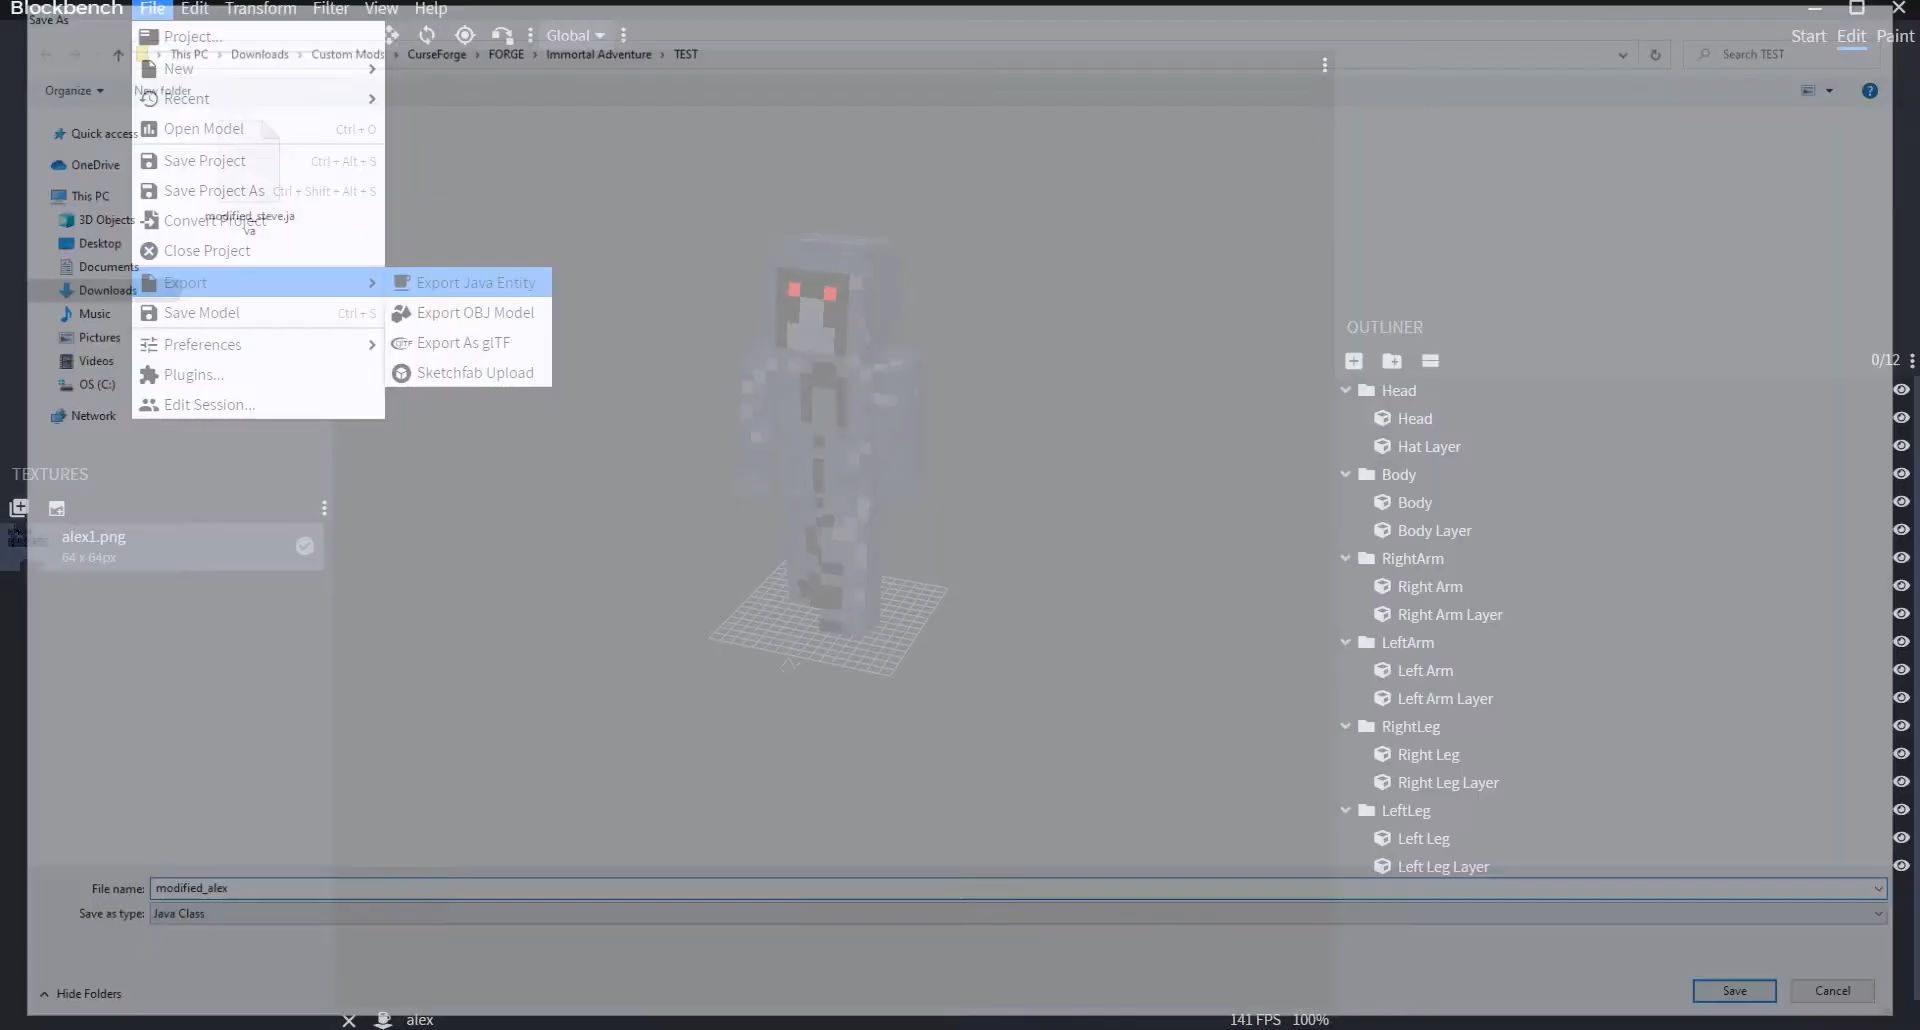 Blockbench File Edit Transform Filter View Help
Save As
Project...
Global
Start Edit Paint
This PC > Downloads > Custom Mods > CurseForge > FORGE > Immortal Adventure > TEST
Search TEST
New
Organize
New folder
Recent
Quick access
Open Model Ctrl + O
OneDrive
Save Project Ctrl + Alt + S
This PC
Save Project As Ctrl + Shift + Alt + S
3D Objects
Convert Project
modified_steve.ja
va
Desktop
Close Project
Documents
Export
Export Java Entity
Downloads
Save Model Ctrl + S
Export OBJ Model
Music
Pictures
Preferences
Export As glTF
Videos
Plugins...
Sketchfab Upload
OS (C:)
Edit Session...
Network
OUTLINER
0/12
Head
Head
Hat Layer
Body
Body
Body Layer
RightArm
Right Arm
Right Arm Layer
LeftArm
Left Arm
Left Arm Layer
RightLeg
Right Leg
Right Leg Layer
LeftLeg
Left Leg
Left Leg Layer
TEXTURES
alex1.png
64 x 64px
File name: modified_alex
Save as type: Java Class
Hide Folders
Save Cancel
alex
141 FPS 100%